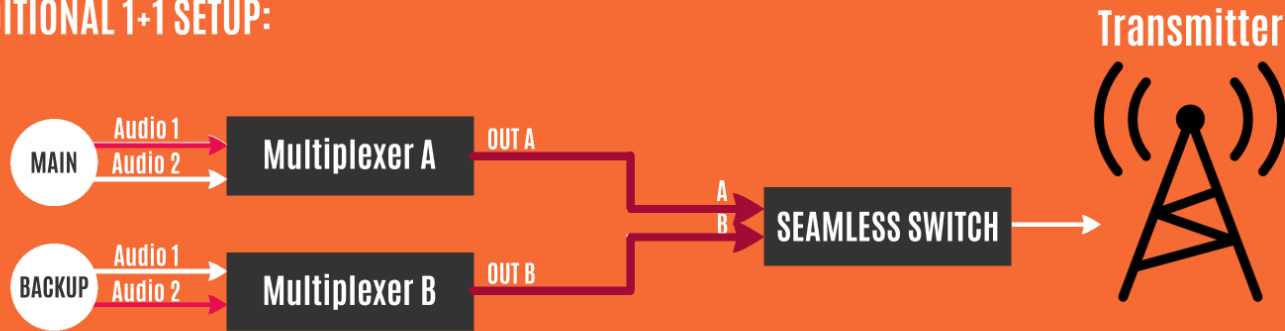 DITIONAL 1+1 SETUP:
Transmitter
MAIN
Audio 1
Audio 2
Multiplexer A
OUT A
A
B
SEAMLESS SWITCH
BACKUP
Audio 1
Audio 2
Multiplexer B
OUT B